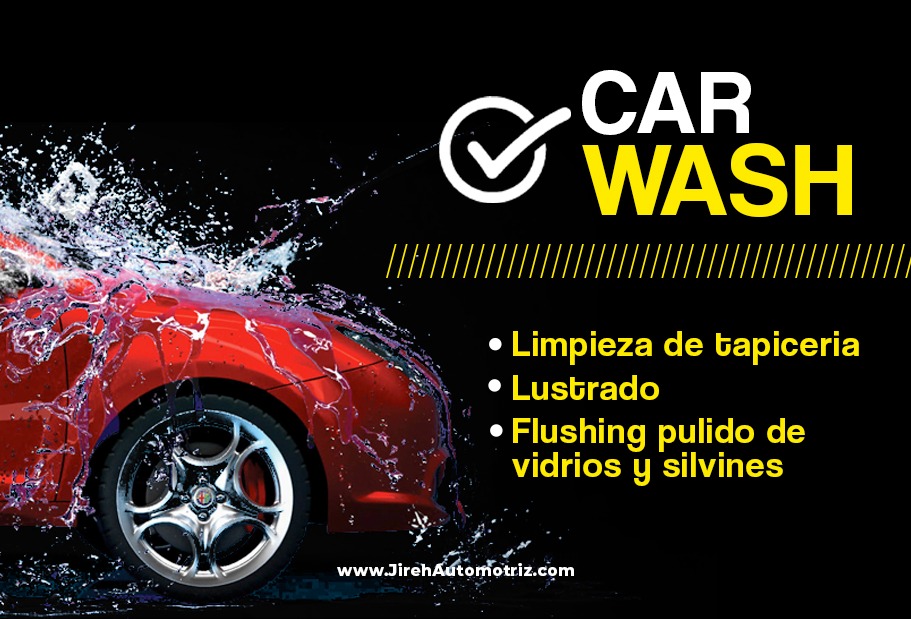 CAR
WASH
• Limpieza de tapiceria
• Lustrado
• Flushing pulido de
vidrios y silvines
www.JirehAutomotriz.com